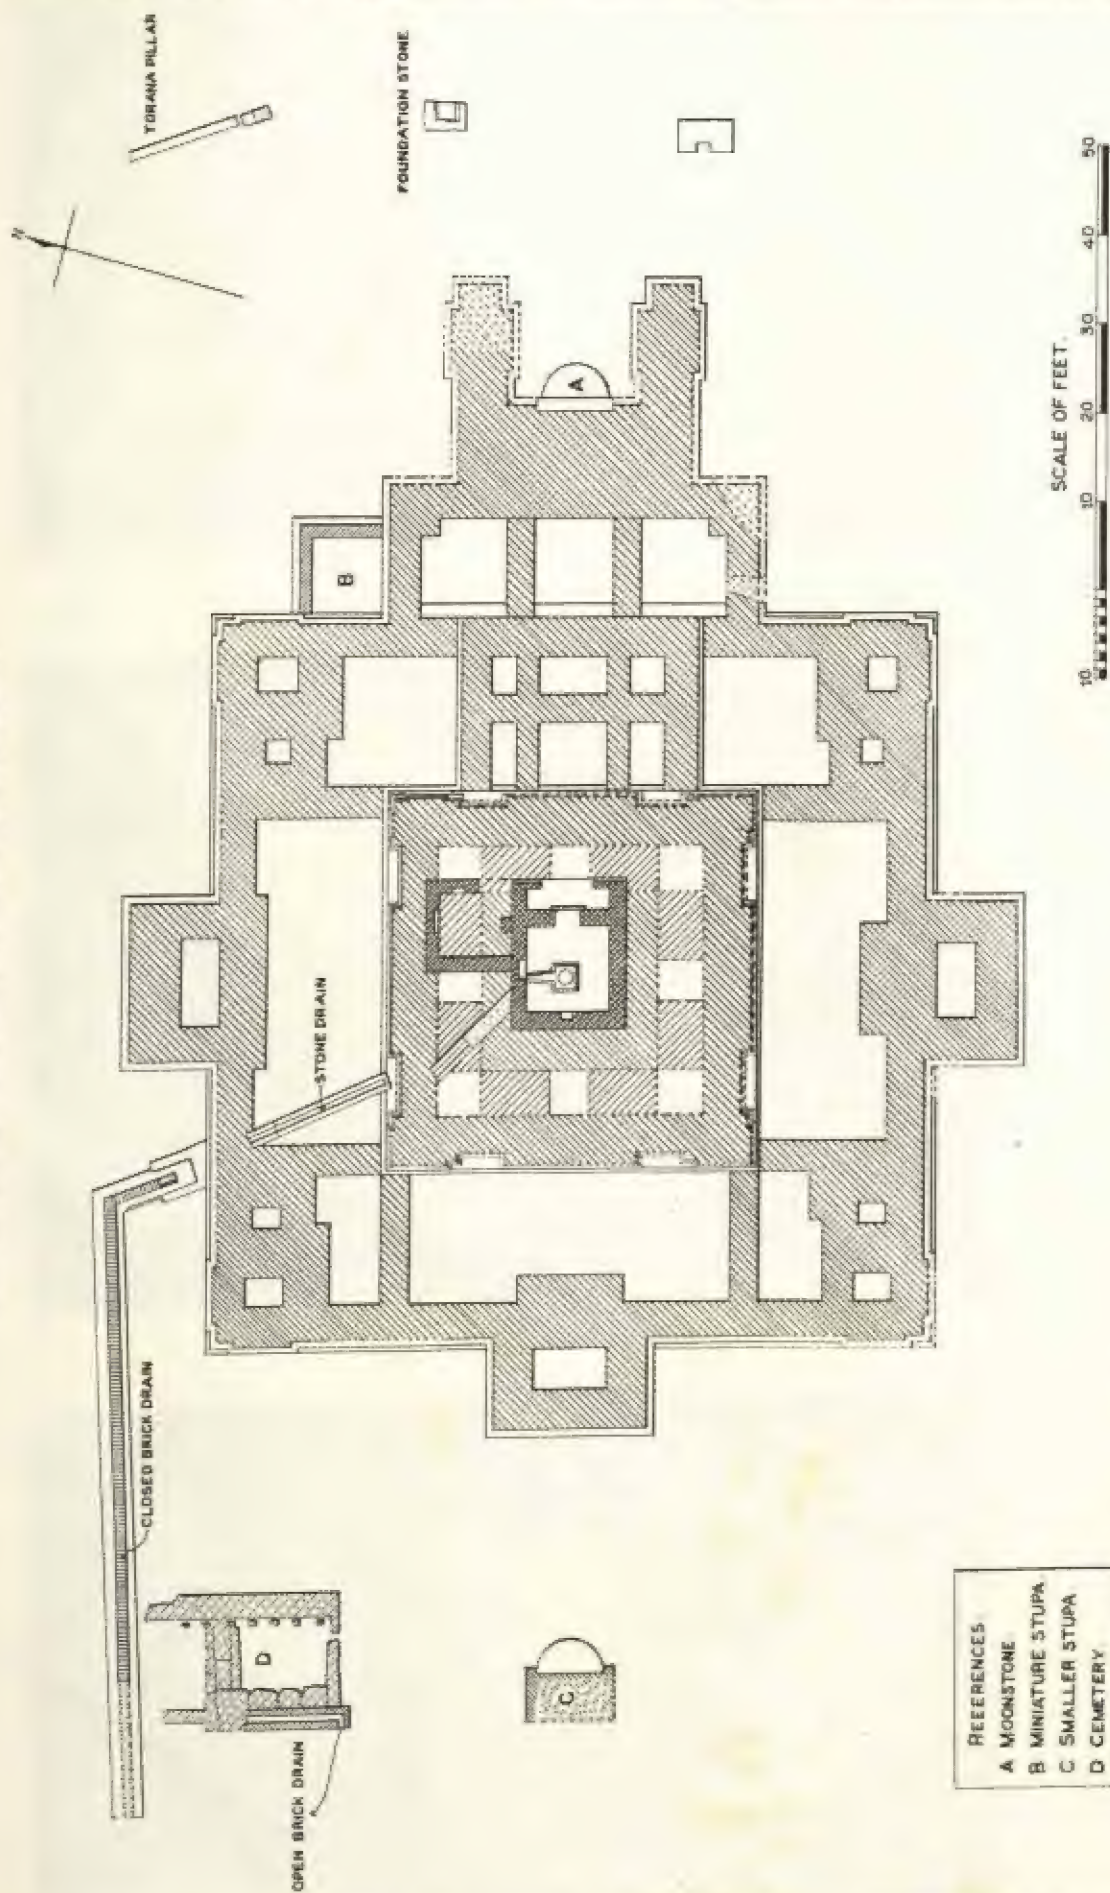 TORANA PILLAR
N
FOUNDATION STONE
A
B
STONE DRAIN
CLOSED BRICK DRAIN
D
OPEN BRICK DRAIN
C
SCALE OF FEET.
10 10 20 30 40 50
REFERENCES
A MOONSTONE
B MINIATURE STUPA
C SMALLER STUPA
D CEMETERY